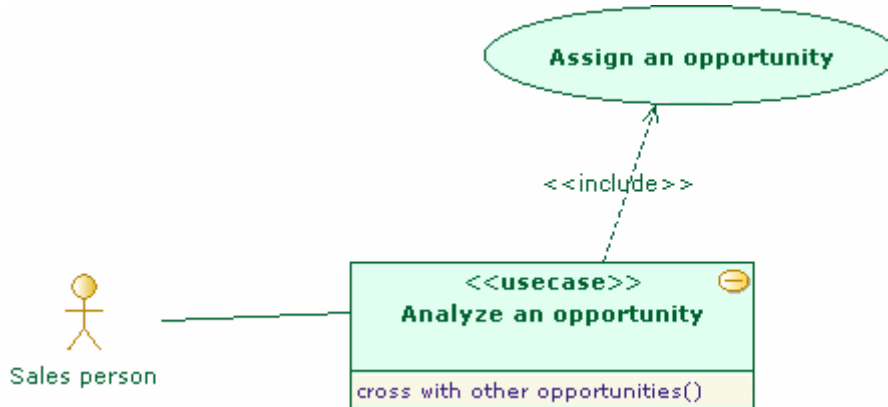 Assign an opportunity
<<include>>
<<usecase>>
Analyze an opportunity
Sales person
cross with other opportunities()